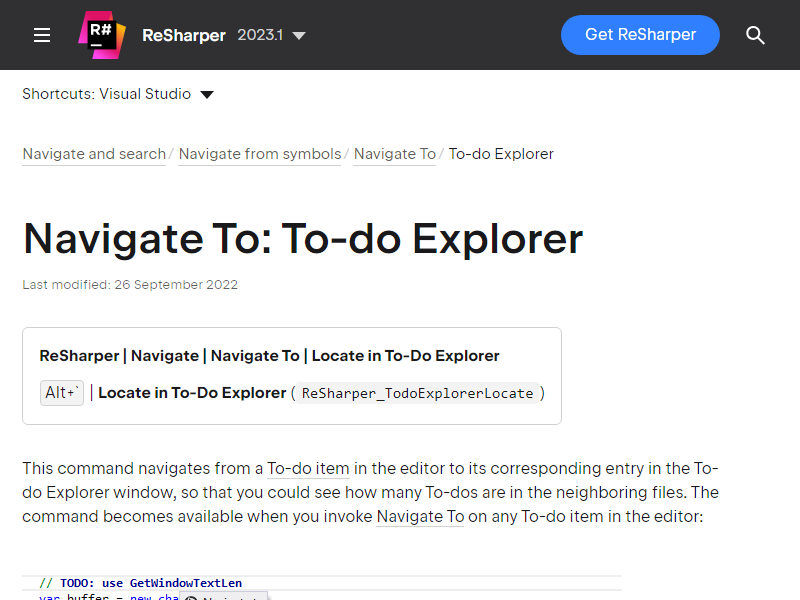 R# ReSharper 2023.1 Get ReSharper
Shortcuts: Visual Studio
Navigate and search / Navigate from symbols / Navigate To / To-do Explorer
Navigate To: To-do Explorer
Last modified: 26 September 2022
ReSharper | Navigate | Navigate To | Locate in To-Do Explorer
Alt+` | Locate in To-Do Explorer ( ReSharper_TodoExplorerLocate )
This command navigates from a To-do item in the editor to its corresponding entry in the To-
do Explorer window, so that you could see how many To-dos are in the neighboring files. The
command becomes available when you invoke Navigate To on any To-do item in the editor:
// TODO: use GetWindowTextLen
var buffer = new cha